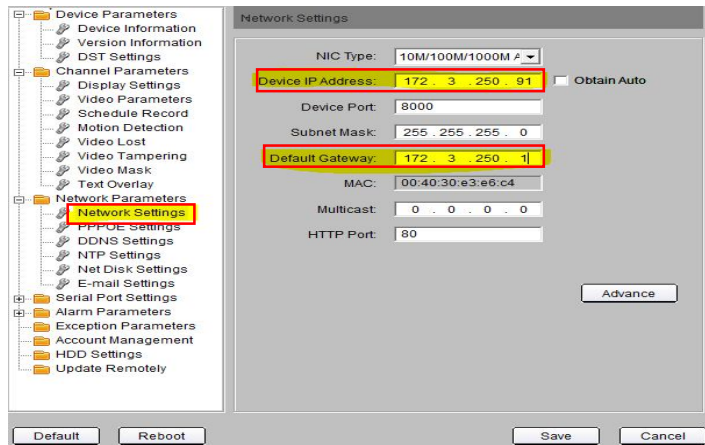 Device Parameters
Device Information
Version Information
DST Settings
Channel Parameters
Display Settings
Video Parameters
Schedule Record
Motion Detection
Video Lost
Video Tampering
Video Mask
Text Overlay
Network Parameters
Network Settings
PPPOE Settings
DDNS Settings
NTP Settings
Net Disk Settings
E-mail Settings
Serial Port Settings
Alarm Parameters
Exception Parameters
Account Management
HDD Settings
Update Remotely
Network Settings
NIC Type: 10M/100M/1000M A
Device IP Address: 172 . 3 . 250 . 91 Obtain Auto
Device Port: 8000
Subnet Mask: 255 . 255 . 255 . 0
Default Gateway: 172 . 3 . 250 . 1
MAC: 00:40:30:e3:e6:c4
Multicast: 0 . 0 . 0 . 0
HTTP Port: 80
Advance
Default Reboot Save Cancel